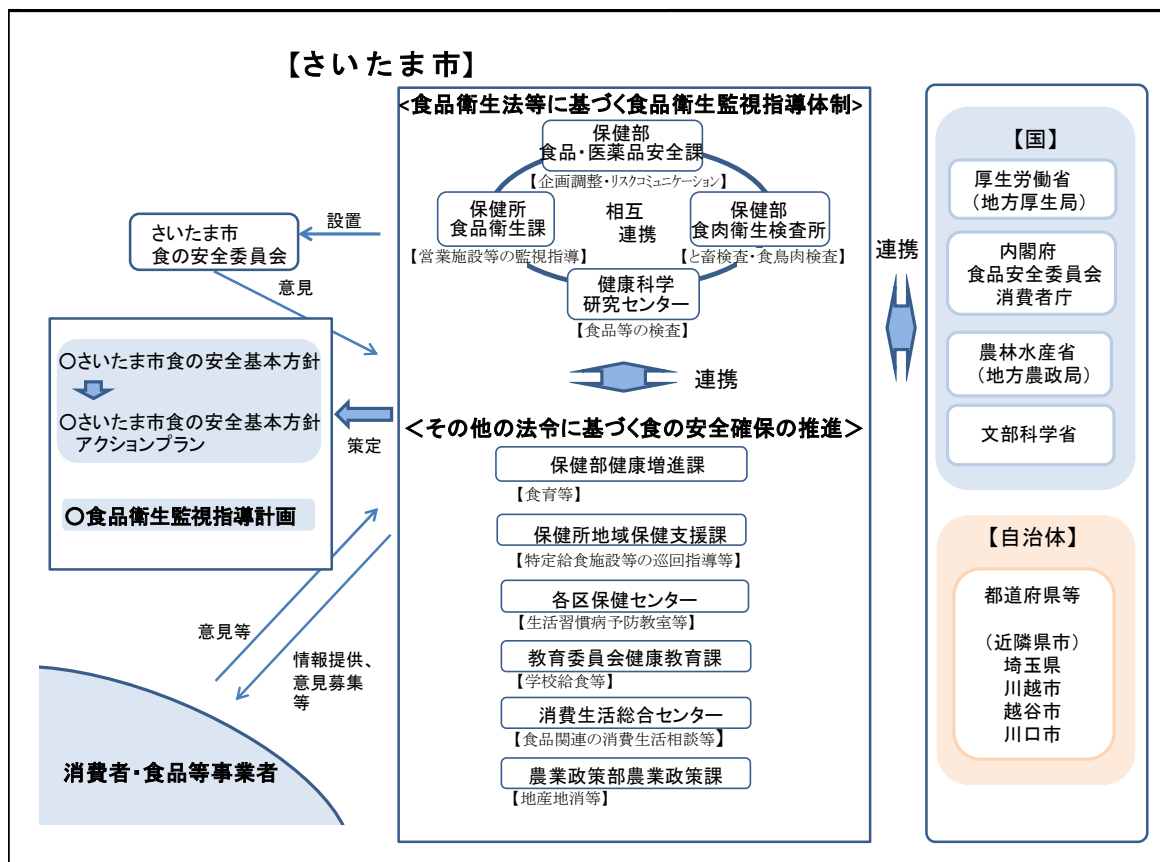 【さいたま市】
<食品衛生法等に基づく食品衛生監視指導体制>
保健部
食品・医薬品安全課
【企画調整・リスクコミュニケーション】
保健所
食品衛生課
【営業施設等の監視指導】
相互
連携
保健部
食肉衛生検査所
【と畜検査・食鳥肉検査】
健康科学
研究センター
【食品等の検査】
連携
<その他の法令に基づく食の安全確保の推進>
保健部健康増進課
【食育等】
保健所地域保健支援課
【特定給食施設等の巡回指導等】
各区保健センター
【生活習慣病予防教室等】
教育委員会健康教育課
【学校給食等】
消費生活総合センター
【食品関連の消費生活相談等】
農業政策部農業政策課
【地産地消等】
設置
さいたま市
食の安全委員会
意見
〇さいたま市食の安全基本方針
〇さいたま市食の安全基本方針
アクションプラン
〇食品衛生監視指導計画
策定
意見等
情報提供、
意見募集
等
消費者・食品等事業者
連携
【国】
厚生労働省
（地方厚生局）
内閣府
食品安全委員会
消費者庁
農林水産省
（地方農政局）
文部科学省
【自治体】
都道府県等
（近隣県市）
埼玉県
川越市
越谷市
川口市